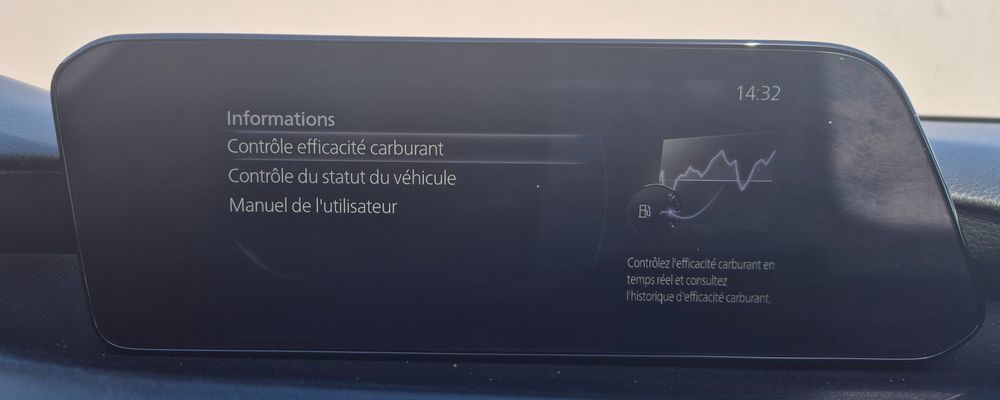 14:32
Informations
Contrôle efficacité carburant
Contrôle du statut du véhicule
Manuel de l'utilisateur
Contrôlez l'efficacité carburant en
temps réel et consultez
l'historique d'efficacité carburant.